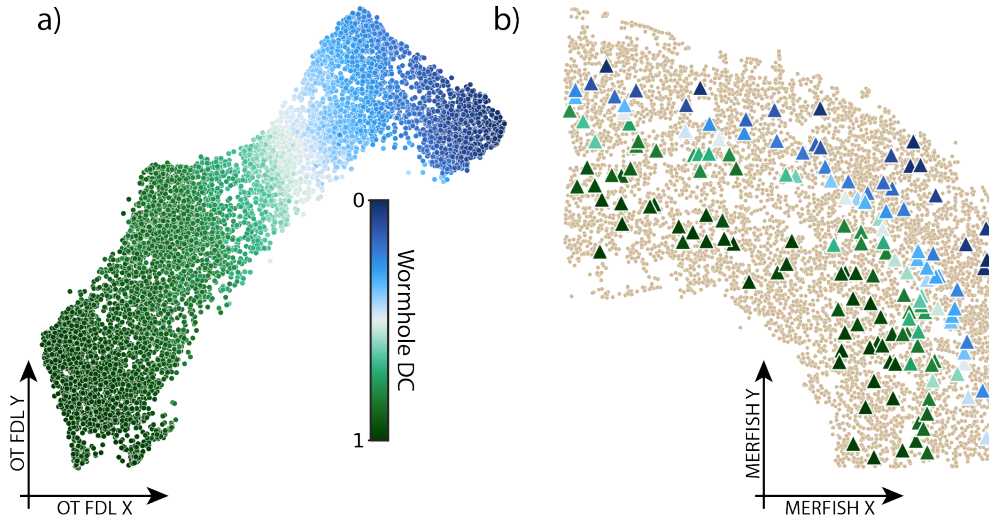 a)
b)
0
Wormhole DC
1
OT FDL Y
OT FDL X
MERFISH Y
MERFISH X